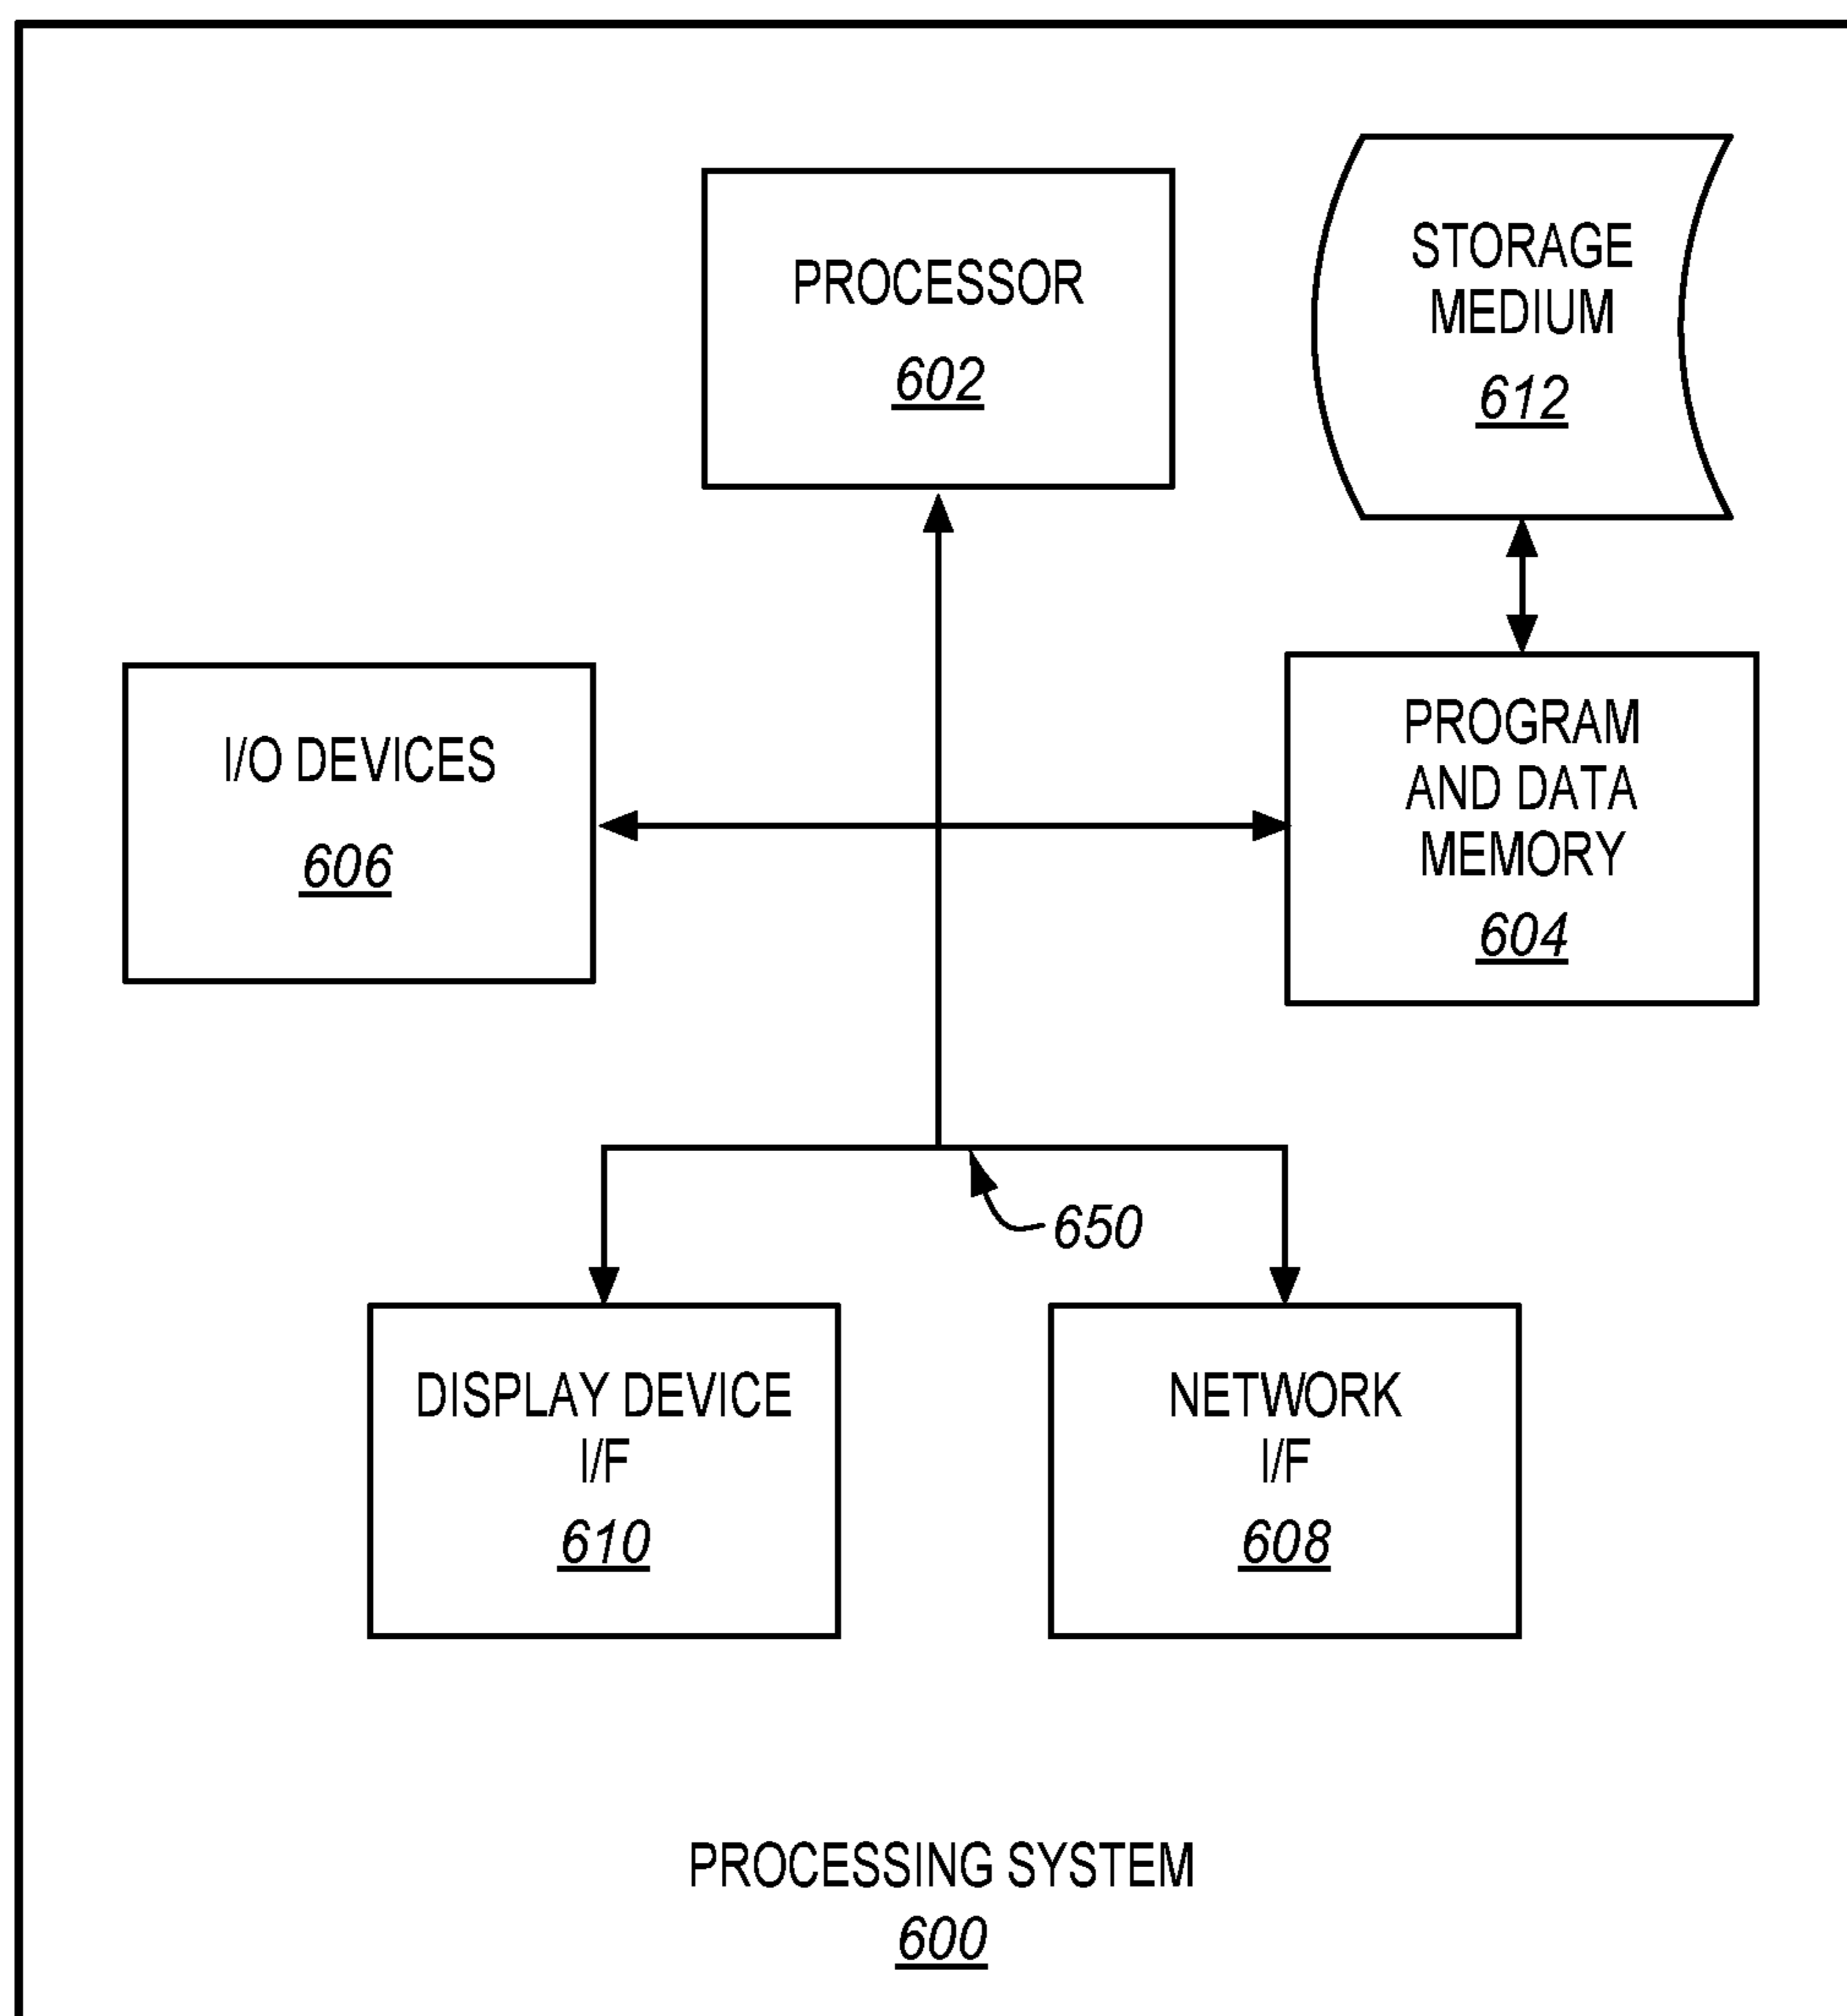 PROCESSOR
602
STORAGE
MEDIUM
612
I/O DEVICES
606
PROGRAM
AND DATA
MEMORY
604
650
DISPLAY DEVICE
I/F
610
NETWORK
I/F
608
PROCESSING SYSTEM
600